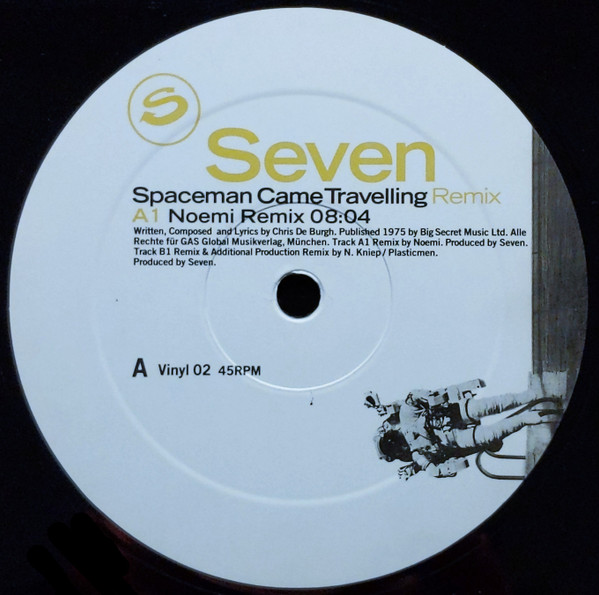 S
Seven
Spaceman Came Travelling Remix
A1 Noemi Remix 08:04
Written, Composed and Lyrics by Chris De Burgh. Published 1975 by Big Secret Music Ltd. Alle
Rechte für GAS Global Musikverlag, München. Track A1 Remix by Noemi. Produced by Seven.
Track B1 Remix & Additional Production Remix by N. Kniep / Plasticmen.
Produced by Seven.
A Vinyl 02 45RPM